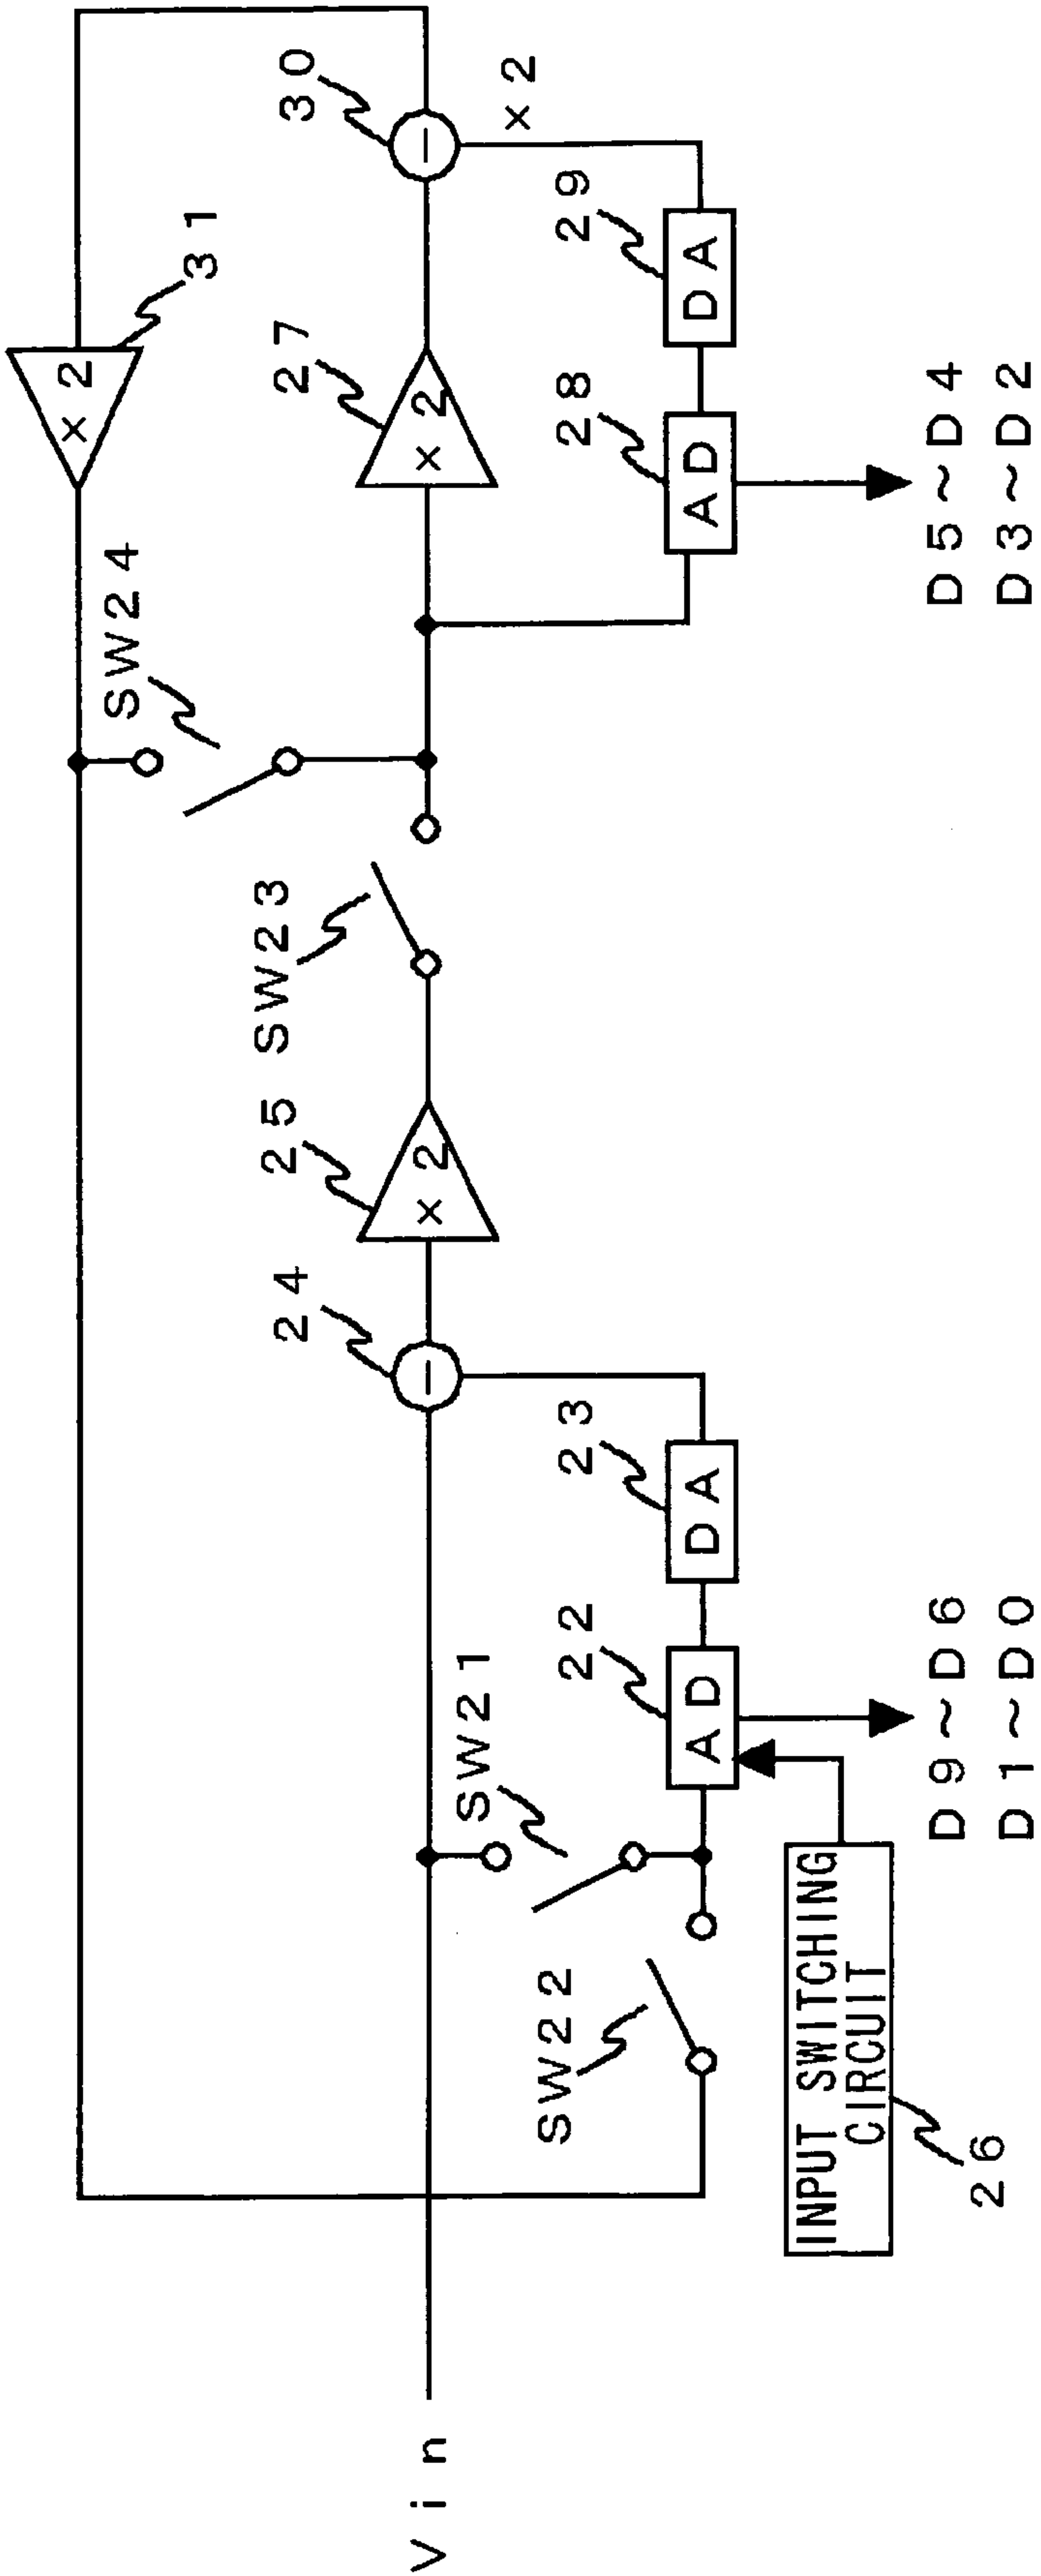 Vin
SW22
SW21
22
AD
23
DA
24
25
×2
SW23
SW24
27
×2
28
AD
29
DA
30
×2
31
×2
INPUT SWITCHING
CIRCUIT
26
D9~D6
D1~D0
D5~D4
D3~D2